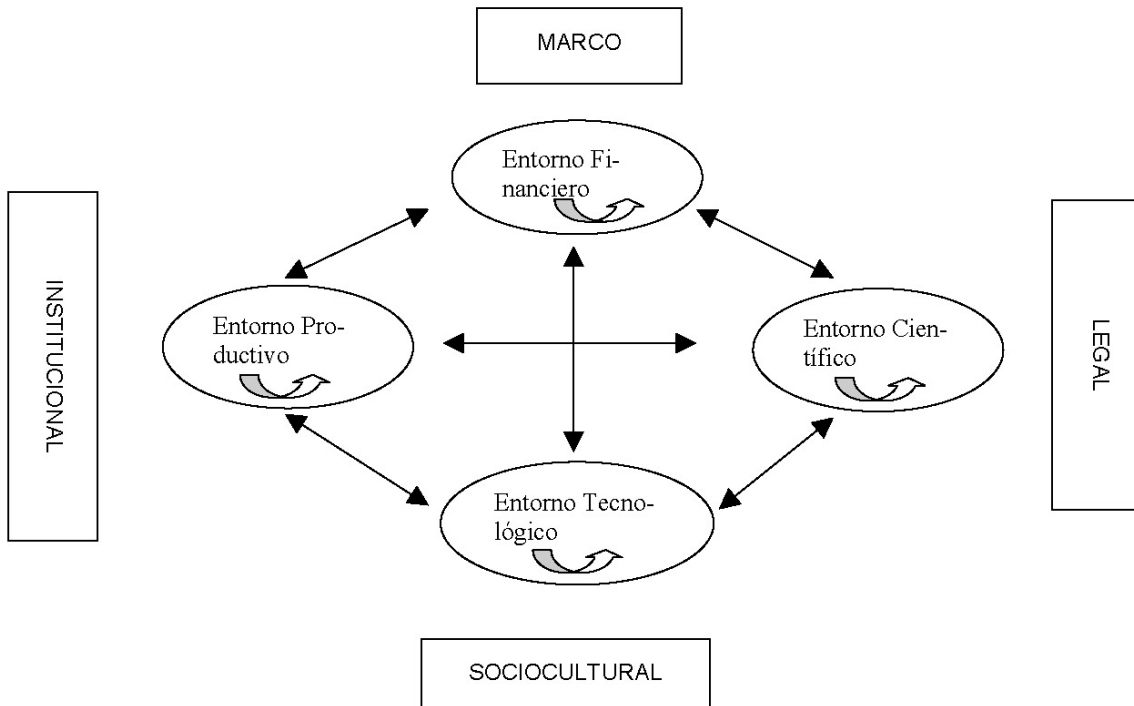 MARCO
Entorno Fi-
nanciero
INSTITUCIONAL
Entorno Pro-
ductivo
Entorno Cien-
tífico
LEGAL
Entorno Tecno-
lógico
SOCIOCULTURAL